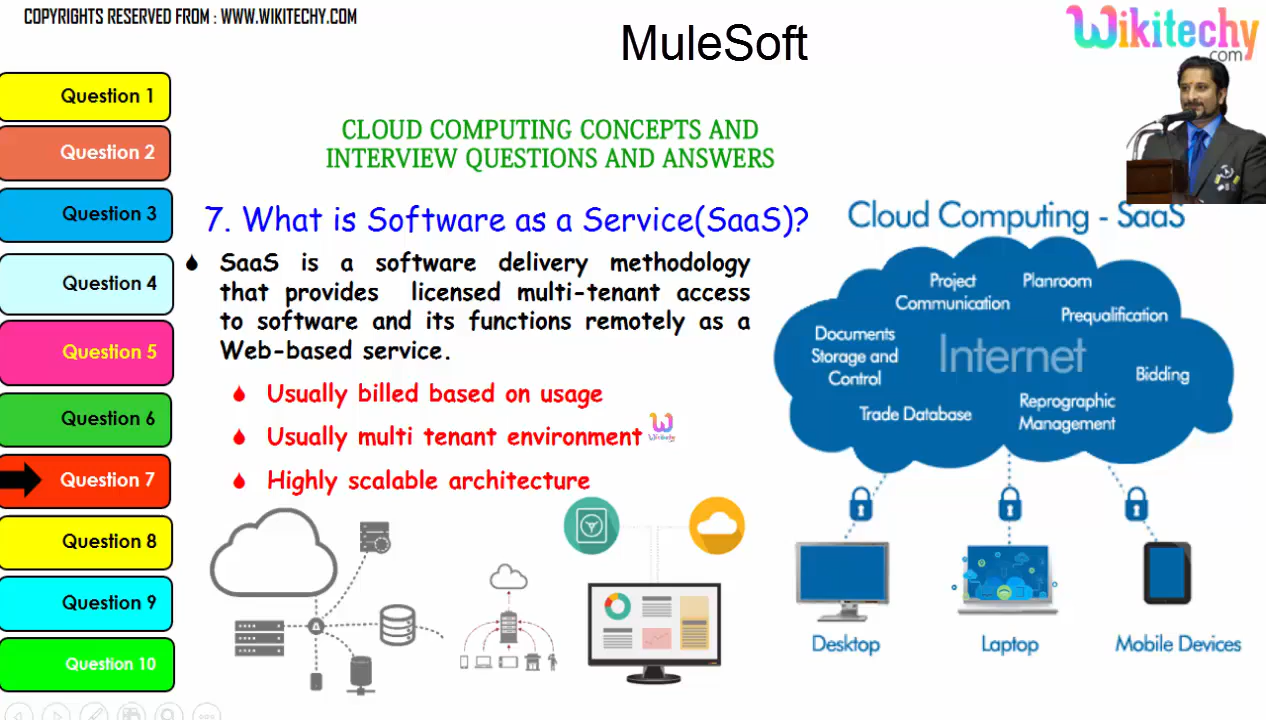 COPYRIGHTS RESERVED FROM : WWW.WIKITECHY.COM
MuleSoft
Wikitechy
.com
CLOUD COMPUTING CONCEPTS AND
INTERVIEW QUESTIONS AND ANSWERS
Question 1
Question 2
Question 3
Question 4
Question 5
Question 6
Question 7
Question 8
Question 9
Question 10
7. What is Software as a Service(SaaS)?
SaaS is a software delivery methodology
that provides licensed multi-tenant access
to software and its functions remotely as a
Web-based service.
Usually billed based on usage
Usually multi tenant environment
Wikitechy
Highly scalable architecture
Cloud Computing - SaaS
Project
Communication
Planroom
Prequalification
Documents
Storage and
Control
Internet
Bidding
Trade Database
Reprographic
Management
Desktop
Laptop
Mobile Devices